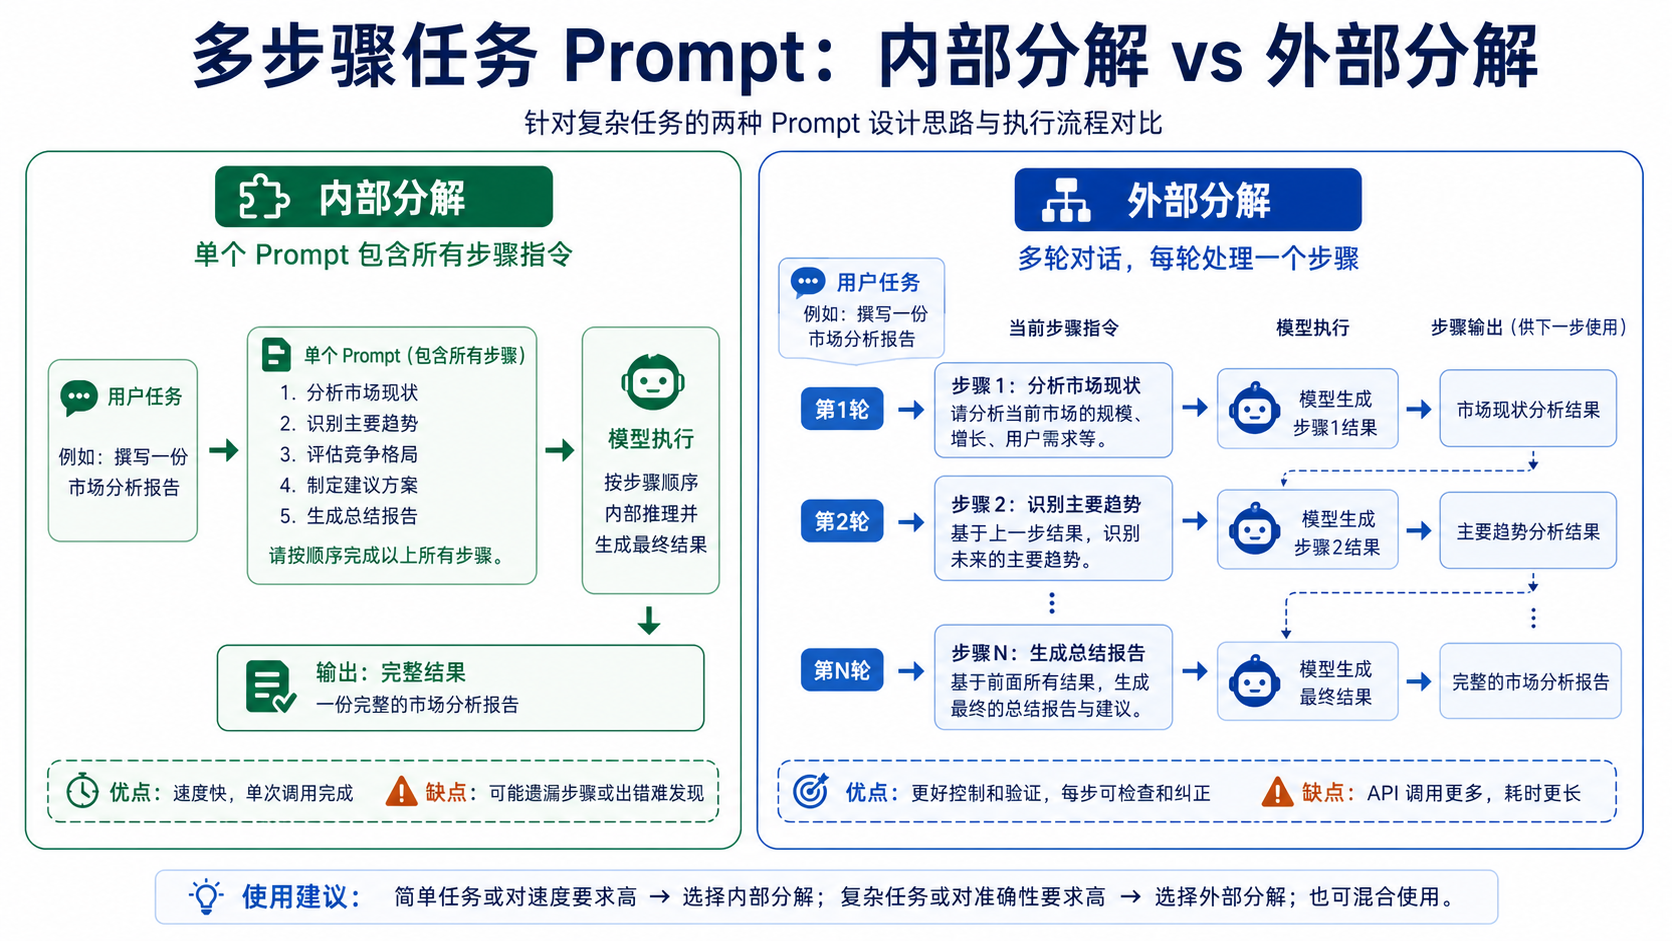 多步骤任务 Prompt：内部分解 vs 外部分解
针对复杂任务的两种 Prompt 设计思路与执行流程对比
内部分解
单个 Prompt 包含所有步骤指令
用户任务
例如：撰写一份
市场分析报告
单个 Prompt（包含所有步骤）
1. 分析市场现状
2. 识别主要趋势
3. 评估竞争格局
4. 制定建议方案
5. 生成总结报告
请按顺序完成以上所有步骤。
模型执行
按步骤顺序
内部推理并
生成最终结果
输出：完整结果
一份完整的市场分析报告
优点：速度快，单次调用完成
缺点：可能遗漏步骤或出错难发现
外部分解
多轮对话，每轮处理一个步骤
用户任务
例如：撰写一份
市场分析报告
当前步骤指令
模型执行
步骤输出（供下一步使用）
第1轮
步骤 1：分析市场现状
请分析当前市场的规模、
增长、用户需求等。
模型生成
步骤1结果
市场现状分析结果
第2轮
步骤 2：识别主要趋势
基于上一步结果，识别
未来的主要趋势。
模型生成
步骤2结果
主要趋势分析结果
第N轮
步骤 N：生成总结报告
基于前面所有结果，生成
最终的总结报告与建议。
模型生成
最终结果
完整的市场分析报告
优点：更好控制和验证，每步可检查和纠正
缺点：API 调用更多，耗时更长
使用建议： 简单任务或对速度要求高 → 选择内部分解；复杂任务或对准确性要求高 → 选择外部分解；也可混合使用。